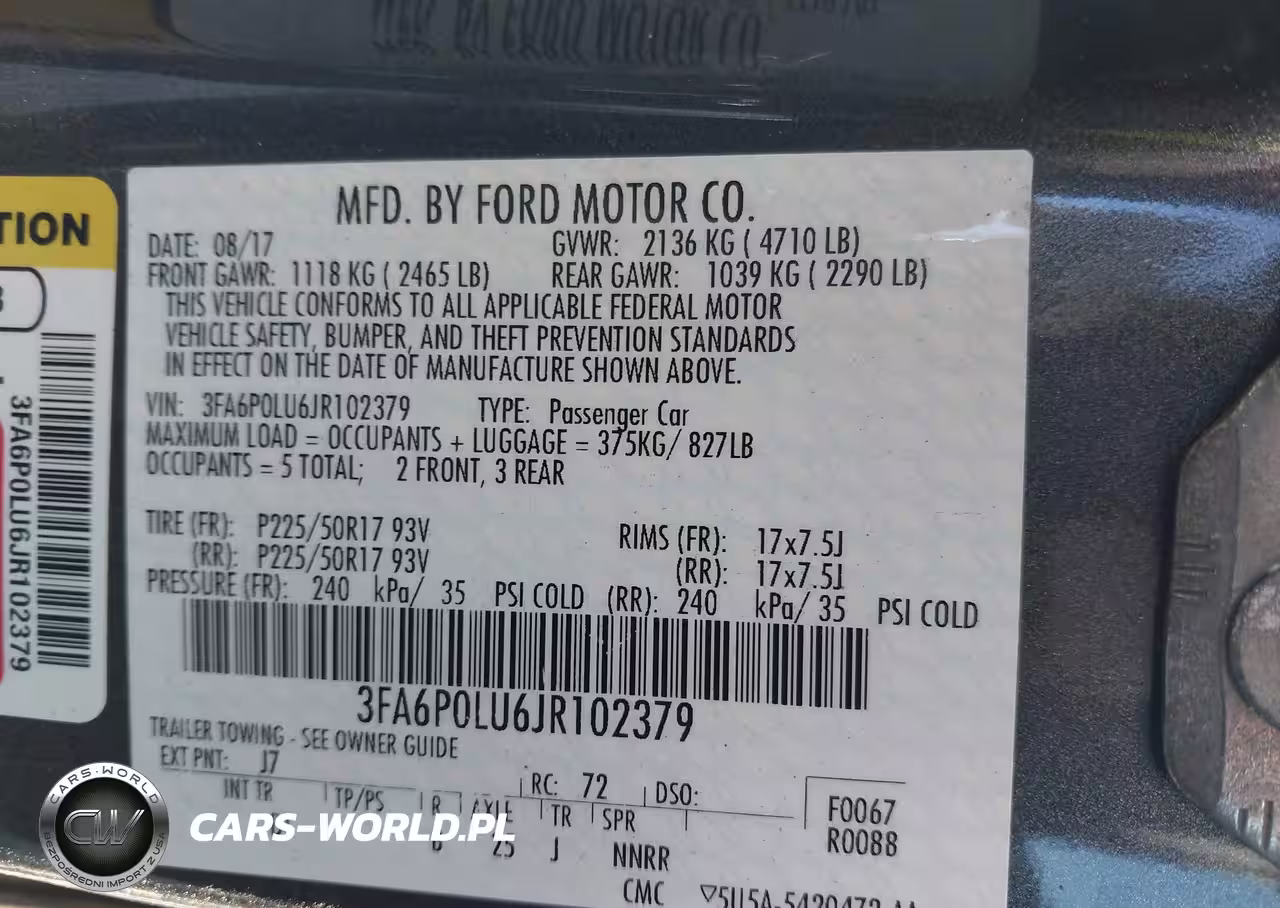 MFD. BY FORD MOTOR CO.
DATE: 08/17 GVWR: 2136 KG ( 4710 LB)
FRONT GAWR: 1118 KG ( 2465 LB) REAR GAWR: 1039 KG ( 2290 LB)
THIS VEHICLE CONFORMS TO ALL APPLICABLE FEDERAL MOTOR
VEHICLE SAFETY, BUMPER, AND THEFT PREVENTION STANDARDS
IN EFFECT ON THE DATE OF MANUFACTURE SHOWN ABOVE.
VIN: 3FA6P0LU6JR102379 TYPE: Passenger Car
MAXIMUM LOAD = OCCUPANTS + LUGGAGE = 375KG/ 827LB
OCCUPANTS = 5 TOTAL; 2 FRONT, 3 REAR
TIRE (FR): P225/50R17 93V RIMS (FR): 17x7.5J
(RR): P225/50R17 93V (RR): 17x7.5J
PRESSURE (FR): 240 kPa/ 35 PSI COLD (RR): 240 kPa/ 35 PSI COLD
3FA6P0LU6JR102379
TRAILER TOWING - SEE OWNER GUIDE
EXT PNT: J7 RC: 72 DSO:
INT TR TP/PS R AXLE TR SPR
25 J NNRR
F0067
R0088
CMC
TION
3FA6P0LU6JR102379
CARS-WORLD
CW
BEZPOŚREDNI IMPORT Z USA
CARS-WORLD.PL